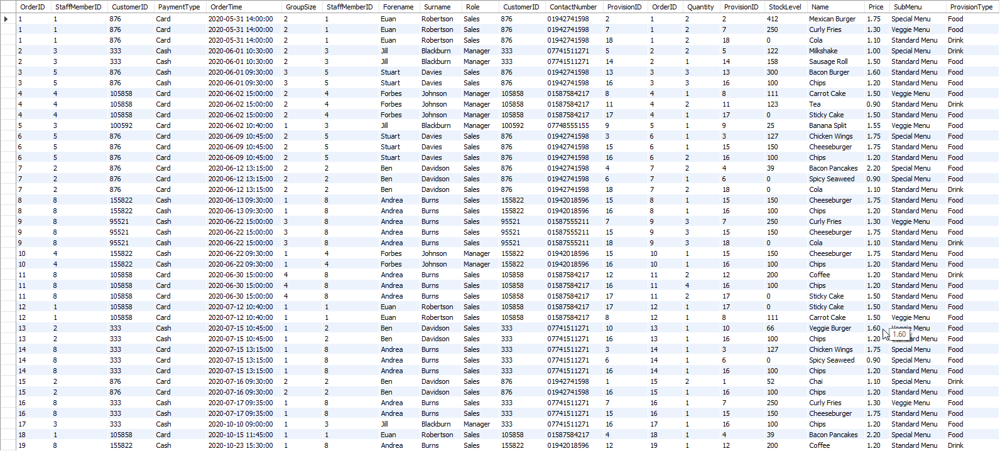 OrderID StaffMemberID CustomerID PaymentType OrderTime GroupSize StaffMemberID Forename Surname Role CustomerID ContactNumber ProvisionID OrderID Quantity ProvisionID StockLevel Name Price SubMenu ProvisionType
1 1 876 Card 2020-05-31 14:00:00 2 1 Euan Robertson Sales 876 01942741598 2 1 2 2 412 Mexican Burger 1.75 Special Menu Food
1 1 876 Card 2020-05-31 14:00:00 2 1 Euan Robertson Sales 876 01942741598 7 1 2 7 250 Curly Fries 1.30 Veggie Menu Food
1 1 876 Card 2020-05-31 14:00:00 2 1 Euan Robertson Sales 876 01942741598 18 1 2 18 0 Cola 1.10 Standard Menu Drink
2 3 333 Cash 2020-06-01 10:30:00 2 3 Jill Blackburn Manager 333 07741511271 5 2 2 5 122 Milkshake 1.00 Special Menu Food
2 3 333 Cash 2020-06-01 10:30:00 2 3 Jill Blackburn Manager 333 07741511271 14 2 1 14 158 Sausage Roll 1.50 Standard Menu Food
3 5 876 Cash 2020-06-01 09:30:00 3 5 Stuart Davies Sales 876 01942741598 13 3 3 13 300 Bacon Burger 1.60 Standard Menu Food
3 5 876 Cash 2020-06-01 09:30:00 3 5 Stuart Davies Sales 876 01942741598 16 3 3 16 100 Chips 1.20 Standard Menu Food
4 4 105858 Card 2020-06-02 15:00:00 2 4 Forbes Johnson Manager 105858 01587584217 8 4 1 8 111 Carrot Cake 1.50 Veggie Menu Food
4 4 105858 Card 2020-06-02 15:00:00 2 4 Forbes Johnson Manager 105858 01587584217 11 4 2 11 123 Tea 0.90 Standard Menu Drink
4 4 105858 Card 2020-06-02 15:00:00 2 4 Forbes Johnson Manager 105858 01587584217 17 4 1 17 0 Sticky Cake 1.50 Standard Menu Food
5 3 100592 Card 2020-06-02 10:40:00 1 3 Jill Blackburn Manager 100592 07748555155 9 5 1 9 25 Banana Split 1.55 Veggie Menu Food
6 5 876 Card 2020-06-09 10:45:00 2 5 Stuart Davies Sales 876 01942741598 3 6 1 3 127 Chicken Wings 1.75 Special Menu Food
6 5 876 Card 2020-06-09 10:45:00 2 5 Stuart Davies Sales 876 01942741598 15 6 1 15 150 Cheeseburger 1.75 Standard Menu Food
6 5 876 Card 2020-06-09 10:45:00 2 5 Stuart Davies Sales 876 01942741598 16 6 2 16 100 Chips 1.20 Standard Menu Food
7 2 876 Card 2020-06-12 13:15:00 2 2 Ben Davidson Sales 876 01942741598 4 7 2 4 39 Bacon Pancakes 2.20 Special Menu Food
7 2 876 Card 2020-06-12 13:15:00 2 2 Ben Davidson Sales 876 01942741598 6 7 1 6 0 Spicy Seaweed 0.90 Special Menu Food
7 2 876 Card 2020-06-12 13:15:00 2 2 Ben Davidson Sales 876 01942741598 18 7 2 18 0 Cola 1.10 Standard Menu Drink
8 8 155822 Cash 2020-06-13 09:30:00 1 8 Andrea Burns Sales 155822 01942018596 15 8 1 15 150 Cheeseburger 1.75 Standard Menu Food
8 8 155822 Cash 2020-06-13 09:30:00 1 8 Andrea Burns Sales 155822 01942018596 16 8 1 16 100 Chips 1.20 Standard Menu Food
9 8 95521 Cash 2020-06-22 15:00:00 3 8 Andrea Burns Sales 95521 01587555211 7 9 3 7 250 Curly Fries 1.30 Veggie Menu Food
9 8 95521 Cash 2020-06-22 15:00:00 3 8 Andrea Burns Sales 95521 01587555211 15 9 3 15 150 Cheeseburger 1.75 Standard Menu Food
9 8 95521 Cash 2020-06-22 15:00:00 3 8 Andrea Burns Sales 95521 01587555211 18 9 3 18 0 Cola 1.10 Standard Menu Drink
10 4 155822 Cash 2020-06-22 09:30:00 1 4 Forbes Johnson Manager 155822 01942018596 15 10 1 15 150 Cheeseburger 1.75 Standard Menu Food
10 4 155822 Cash 2020-06-22 09:30:00 1 4 Forbes Johnson Manager 155822 01942018596 16 10 1 16 100 Chips 1.20 Standard Menu Food
11 8 105858 Card 2020-06-30 15:00:00 4 8 Andrea Burns Sales 105858 01587584217 12 11 2 12 200 Coffee 1.20 Standard Menu Drink
11 8 105858 Card 2020-06-30 15:00:00 4 8 Andrea Burns Sales 105858 01587584217 16 11 4 16 100 Chips 1.20 Standard Menu Food
11 8 105858 Card 2020-06-30 15:00:00 4 8 Andrea Burns Sales 105858 01587584217 17 11 2 17 0 Sticky Cake 1.50 Standard Menu Food
12 1 105858 Card 2020-07-12 10:40:00 1 1 Euan Robertson Sales 105858 01587584217 17 12 1 17 0 Sticky Cake 1.50 Standard Menu Food
12 1 105858 Card 2020-07-12 10:40:00 1 1 Euan Robertson Sales 105858 01587584217 8 12 1 8 111 Carrot Cake 1.50 Veggie Menu Food
13 2 333 Cash 2020-07-15 10:45:00 1 2 Ben Davidson Sales 333 07741511271 10 13 1 10 66 Veggie Burger 1.60 Menu Food
1.60
13 2 333 Cash 2020-07-15 10:45:00 1 2 Ben Davidson Sales 333 07741511271 16 13 1 16 100 Chips 1.20 Menu Food
14 8 333 Card 2020-07-15 13:15:00 1 8 Andrea Burns Sales 333 07741511271 3 14 1 3 127 Chicken Wings 1.75 Special Menu Food
14 8 333 Card 2020-07-15 13:15:00 1 8 Andrea Burns Sales 333 07741511271 6 14 1 6 0 Spicy Seaweed 0.90 Special Menu Food
14 8 333 Card 2020-07-15 13:15:00 1 8 Andrea Burns Sales 333 07741511271 16 14 1 16 100 Chips 1.20 Standard Menu Food
15 2 876 Card 2020-07-16 09:30:00 2 2 Ben Davidson Sales 876 01942741598 1 15 2 1 52 Chai 1.10 Special Menu Drink
15 2 876 Card 2020-07-16 09:30:00 2 2 Ben Davidson Sales 876 01942741598 16 15 1 16 100 Chips 1.20 Standard Menu Food
16 8 333 Cash 2020-07-17 09:35:00 1 8 Andrea Burns Sales 333 07741511271 7 16 1 7 250 Curly Fries 1.30 Veggie Menu Food
16 8 333 Cash 2020-07-17 09:35:00 1 8 Andrea Burns Sales 333 07741511271 15 16 1 15 150 Cheeseburger 1.75 Standard Menu Food
17 3 333 Cash 2020-10-10 09:00:00 1 3 Jill Blackburn Manager 333 07741511271 16 17 1 16 100 Chips 1.20 Standard Menu Food
18 1 105858 Card 2020-10-15 11:45:00 1 1 Euan Robertson Sales 105858 01587584217 4 18 1 4 39 Bacon Pancakes 2.20 Special Menu Food
19 8 155822 Cash 2020-10-23 15:30:00 1 8 Andrea Burns Sales 155822 01942018596 12 19 1 12 200 Coffee 1.20 Standard Menu Drink